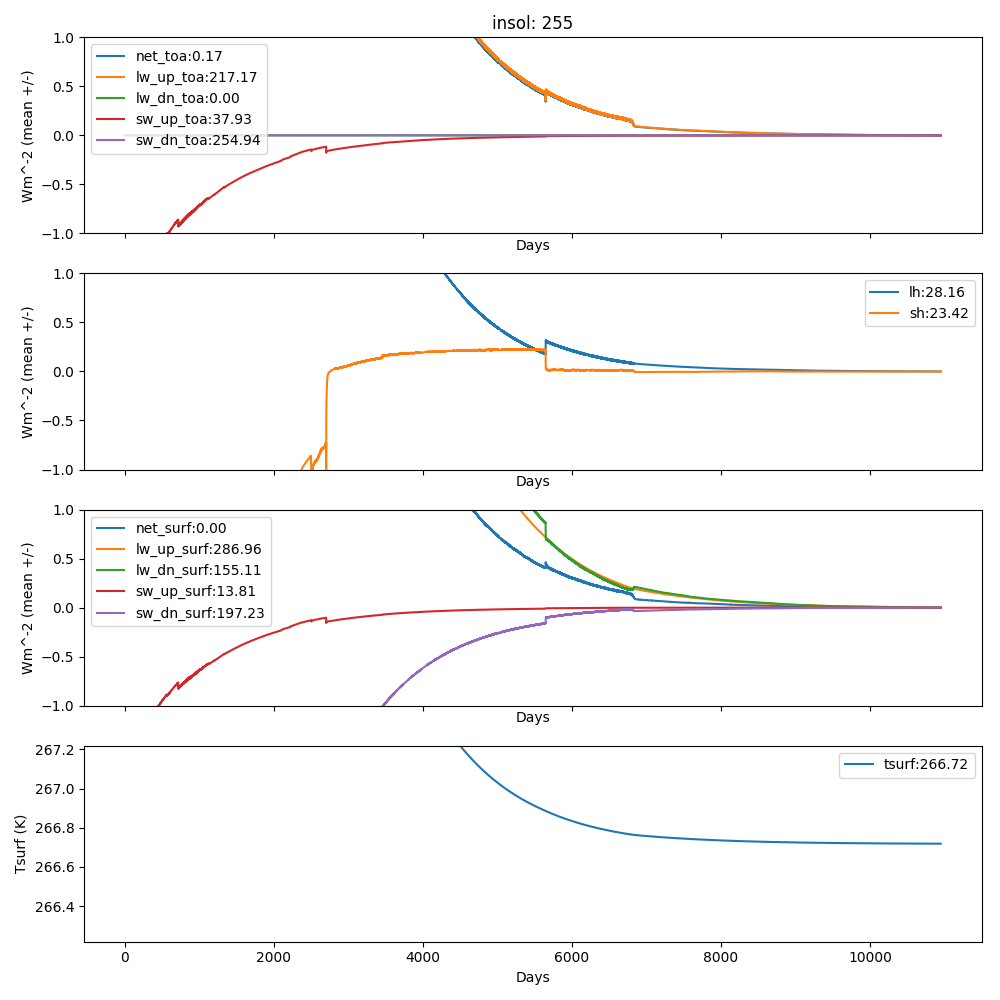 insol: 255
1.0
0.5
0.0
−0.5
−1.0
Wm^-2 (mean +/-)
net_toa:0.17
lw_up_toa:217.17
lw_dn_toa:0.00
sw_up_toa:37.93
sw_dn_toa:254.94
Days
1.0
0.5
0.0
−0.5
−1.0
Wm^-2 (mean +/-)
lh:28.16
sh:23.42
Days
1.0
0.5
0.0
−0.5
−1.0
Wm^-2 (mean +/-)
net_surf:0.00
lw_up_surf:286.96
lw_dn_surf:155.11
sw_up_surf:13.81
sw_dn_surf:197.23
Days
267.2
267.0
266.8
266.6
266.4
Tsurf (K)
tsurf:266.72
0 2000 4000 6000 8000 10000
Days